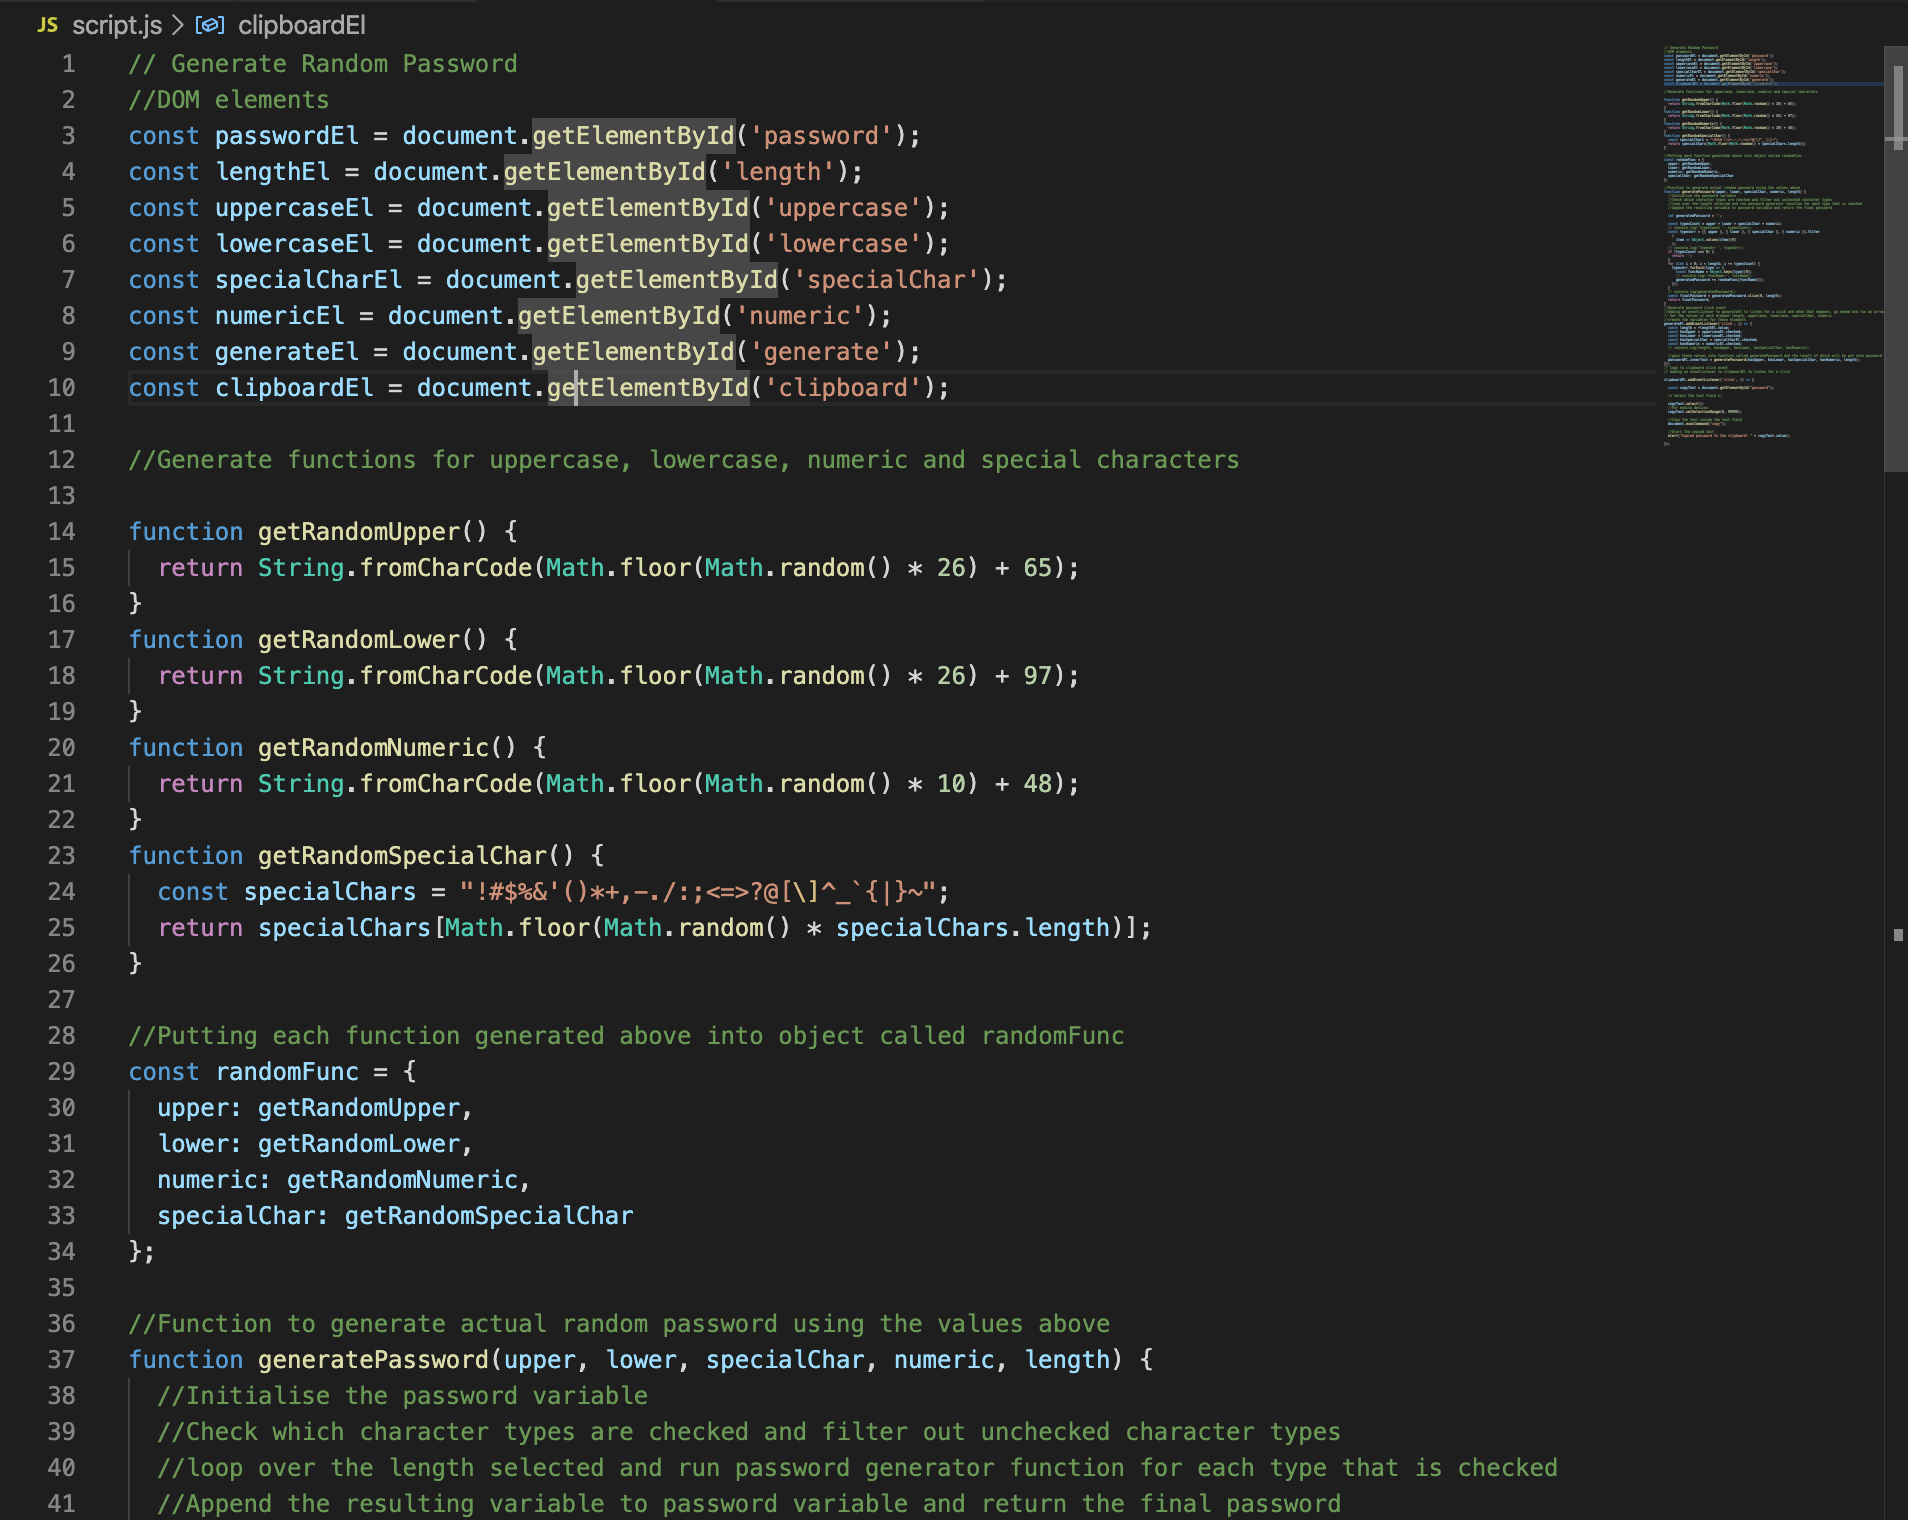 JS script.js > clipboardEl
1 // Generate Random Password
2 //DOM elements
3 const passwordEl = document.getElementById('password');
4 const lengthEl = document.getElementById('length');
5 const uppercaseEl = document.getElementById('uppercase');
6 const lowercaseEl = document.getElementById('lowercase');
7 const specialCharEl = document.getElementById('specialChar');
8 const numericEl = document.getElementById('numeric');
9 const generateEl = document.getElementById('generate');
10 const clipboardEl = document.getElementById('clipboard');
11
12 //Generate functions for uppercase, lowercase, numeric and special characters
13
14 function getRandomUpper() {
15   return String.fromCharCode(Math.floor(Math.random() * 26) + 65);
16 }
17 function getRandomLower() {
18   return String.fromCharCode(Math.floor(Math.random() * 26) + 97);
19 }
20 function getRandomNumeric() {
21   return String.fromCharCode(Math.floor(Math.random() * 10) + 48);
22 }
23 function getRandomSpecialChar() {
24   const specialChars = "!#$%&'()*+,-./:;<=>?@[\]^_`{|}~";
25   return specialChars[Math.floor(Math.random() * specialChars.length)];
26 }
27
28 //Putting each function generated above into object called randomFunc
29 const randomFunc = {
30   upper: getRandomUpper,
31   lower: getRandomLower,
32   numeric: getRandomNumeric,
33   specialChar: getRandomSpecialChar
34 };
35
36 //Function to generate actual random password using the values above
37 function generatePassword(upper, lower, specialChar, numeric, length) {
38   //Initialise the password variable
39   //Check which character types are checked and filter out unchecked character types
40   //loop over the length selected and run password generator function for each type that is checked
41   //Append the resulting variable to password variable and return the final password